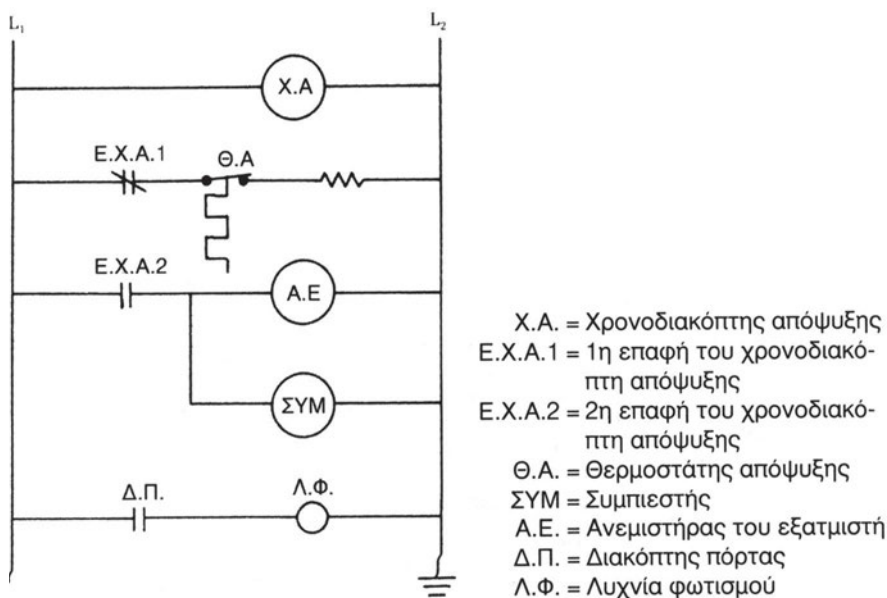 L₁
L₂
Χ.Α
Ε.Χ.Α.1
Θ.Α
Ε.Χ.Α.2
Α.Ε
ΣΥΜ
Δ.Π.
Λ.Φ.
Χ.Α. = Χρονοδιακόπτης απόψυξης
Ε.Χ.Α.1 = 1η επαφή του χρονοδιακό-
πτη απόψυξης
Ε.Χ.Α.2 = 2η επαφή του χρονοδιακό-
πτη απόψυξης
Θ.Α. = Θερμοστάτης απόψυξης
ΣΥΜ = Συμπιεστής
Α.Ε. = Ανεμιστήρας του εξατμιστή
Δ.Π. = Διακόπτης πόρτας
Λ.Φ. = Λυχνία φωτισμού